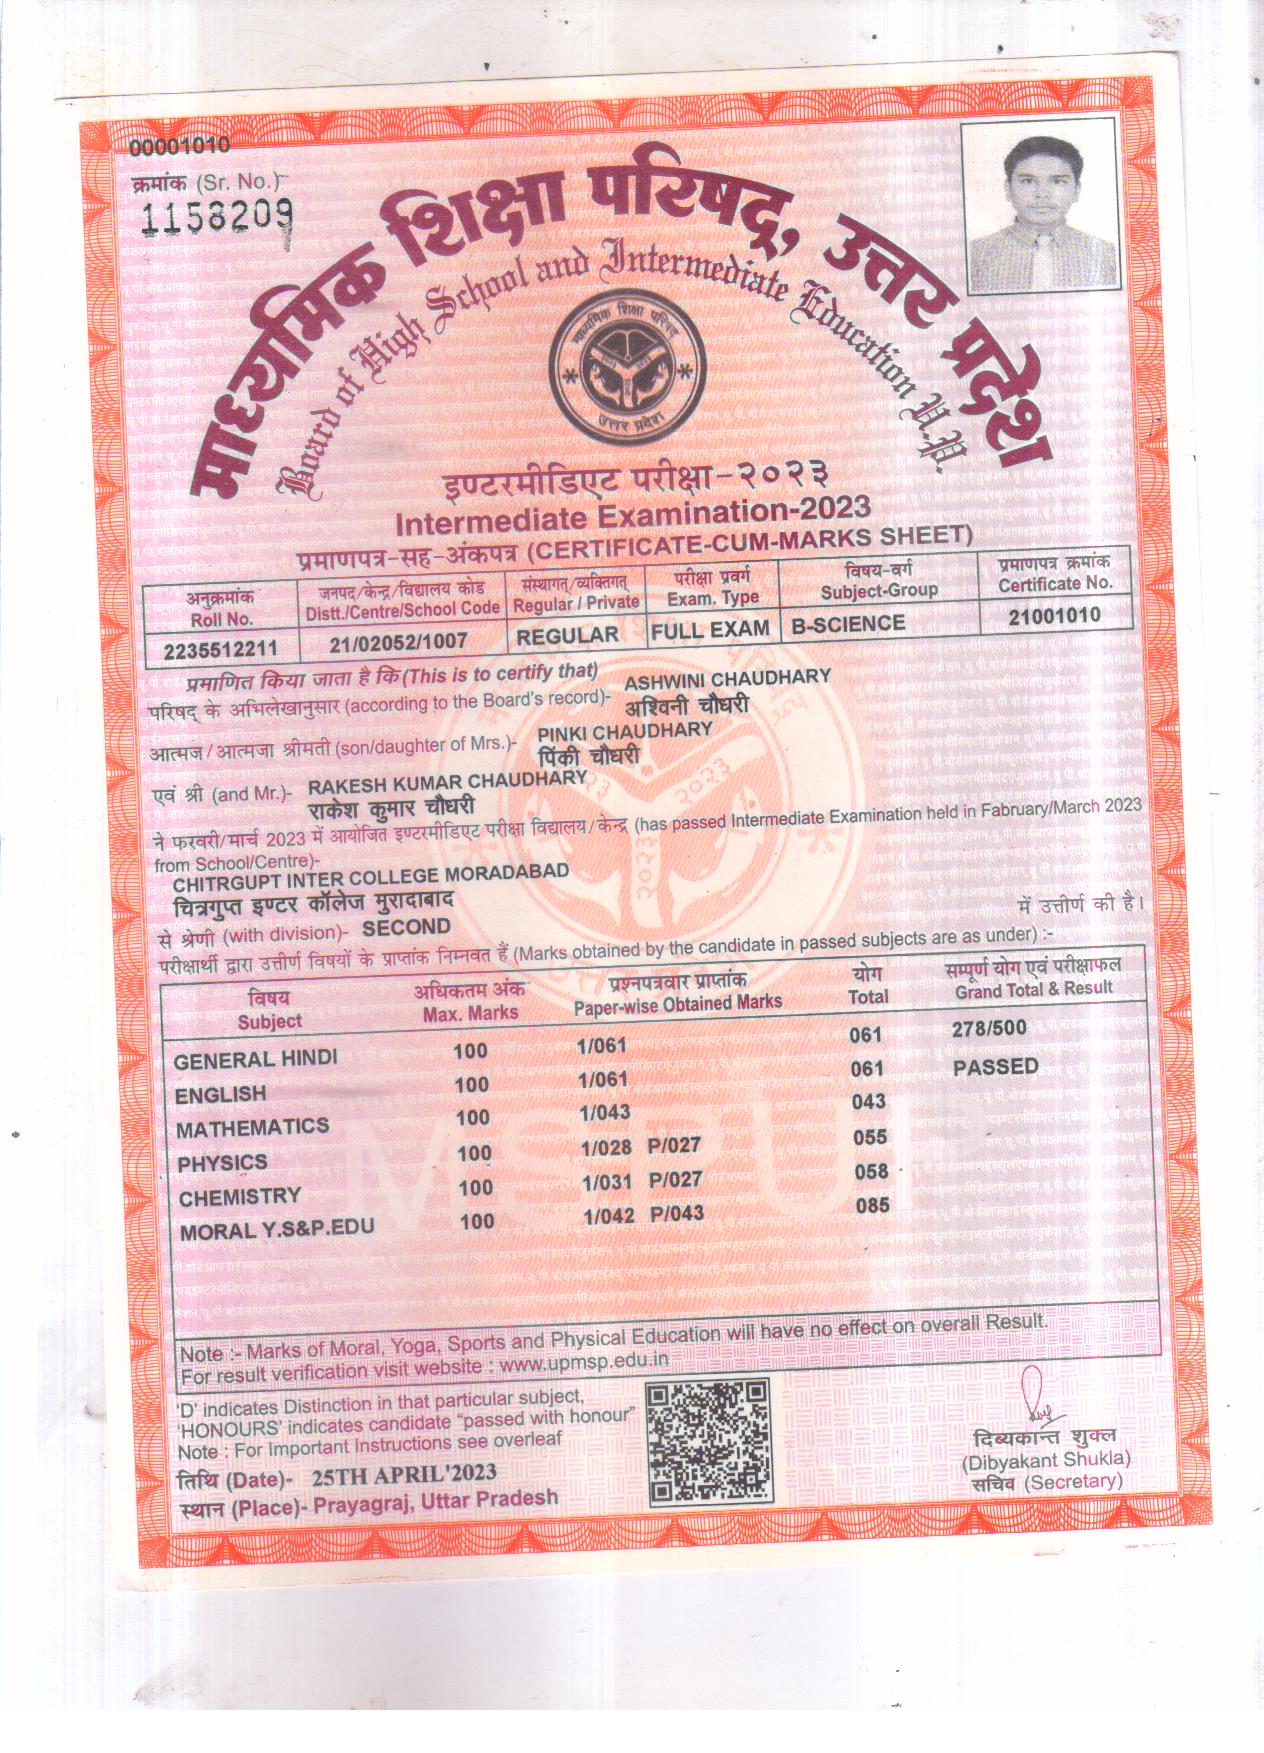 00001010
क्रमांक (Sr. No.)-
1158209
माध्यमिक शिक्षा परिषद्, उत्तर प्रदेश
Board of High School and Intermediate Education U.P.
माध्यमिक शिक्षा परिषद
उत्तर प्रदेश
इण्टरमीडिएट परीक्षा-२०२३
Intermediate Examination-2023
प्रमाणपत्र-सह-अंकपत्र (CERTIFICATE-CUM-MARKS SHEET)
अनुक्रमांक जनपद/केन्द्र/विद्यालय कोड संस्थागत्/व्यक्तिगत् परीक्षा प्रवर्ग विषय-वर्ग प्रमाणपत्र क्रमांक
Roll No. Distt./Centre/School Code Regular / Private Exam. Type Subject-Group Certificate No.
2235512211 21/02052/1007 REGULAR FULL EXAM B-SCIENCE 21001010
प्रमाणित किया जाता है कि (This is to certify that) ASHWINI CHAUDHARY
परिषद् के अभिलेखानुसार (according to the Board's record)- अश्विनी चौधरी
PINKI CHAUDHARY
आत्मज/आत्मजा श्रीमती (son/daughter of Mrs.)- पिंकी चौधरी
एवं श्री (and Mr.)- RAKESH KUMAR CHAUDHARY
राकेश कुमार चौधरी
ने फरवरी/मार्च 2023 में आयोजित इण्टरमीडिएट परीक्षा विद्यालय/केन्द्र (has passed Intermediate Examination held in Fabruary/March 2023
from School/Centre)-
CHITRGUPT INTER COLLEGE MORADABAD
चित्रगुप्त इण्टर कॉलेज मुरादाबाद
से श्रेणी (with division)- SECOND में उत्तीर्ण की है।
परीक्षार्थी द्वारा उत्तीर्ण विषयों के प्राप्तांक निम्नवत हैं (Marks obtained by the candidate in passed subjects are as under) :-
विषय अधिकतम अंक प्रश्नपत्रवार प्राप्तांक योग सम्पूर्ण योग एवं परीक्षाफल
Subject Max. Marks Paper-wise Obtained Marks Total Grand Total & Result
GENERAL HINDI 100 1/061 061 278/500
ENGLISH 100 1/061 061 PASSED
MATHEMATICS 100 1/043 043
PHYSICS 100 1/028 P/027 055
CHEMISTRY 100 1/031 P/027 058
MORAL Y.S&P.EDU 100 1/042 P/043 085
Note :- Marks of Moral, Yoga, Sports and Physical Education will have no effect on overall Result.
For result verification visit website : www.upmsp.edu.in
'D' indicates Distinction in that particular subject,
'HONOURS' indicates candidate "passed with honour"
Note : For Important Instructions see overleaf
तिथि (Date)- 25TH APRIL'2023
स्थान (Place)- Prayagraj, Uttar Pradesh
दिब्यकान्त शुक्ल
(Dibyakant Shukla)
सचिव (Secretary)